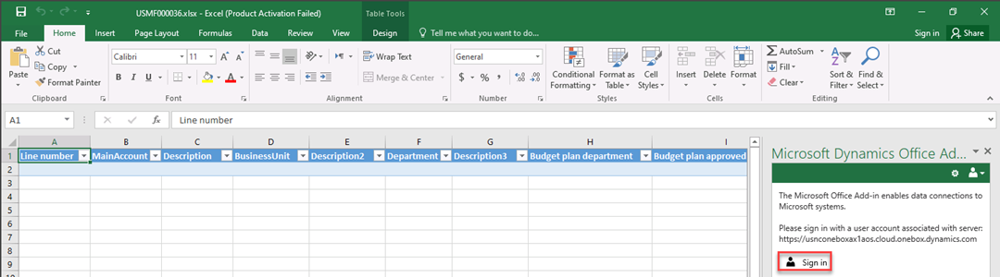 USMF000036.xlsx - Excel (Product Activation Failed)
Table Tools
File Home Insert Page Layout Formulas Data Review View Design Tell me what you want to do... Sign in Share
Paste
Cut
Copy
Format Painter
Clipboard
Calibri 11
B I U
Font
Wrap Text
Merge & Center
Alignment
General
$ % ,
Number
Conditional Formatting
Format as Table
Cell Styles
Styles
Insert Delete Format
Cells
AutoSum
Fill
Clear
Sort & Filter
Find & Select
Editing
A1 fx Line number
A B C D E F G H I
1 Line number MainAccount Description BusinessUnit Description2 Department Description3 Budget plan department Budget plan approved
2
3
4
5
6
7
8
9
10
Microsoft Dynamics Office Ad...
The Microsoft Office Add-in enables data connections to
Microsoft systems.
Please sign in with a user account associated with server:
https://usnconeboxax1aos.cloud.onebox.dynamics.com
Sign in